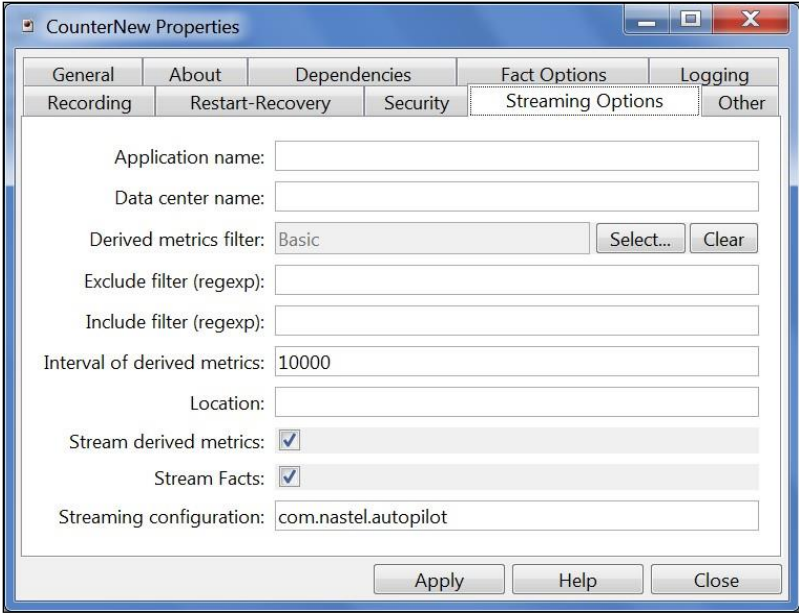 CounterNew Properties
General About Dependencies Fact Options Logging
Recording Restart-Recovery Security Streaming Options Other
Application name:
Data center name:
Derived metrics filter: Basic Select... Clear
Exclude filter (regexp):
Include filter (regexp):
Interval of derived metrics: 10000
Location:
Stream derived metrics:
Stream Facts:
Streaming configuration: com.nastel.autopilot
Apply Help Close